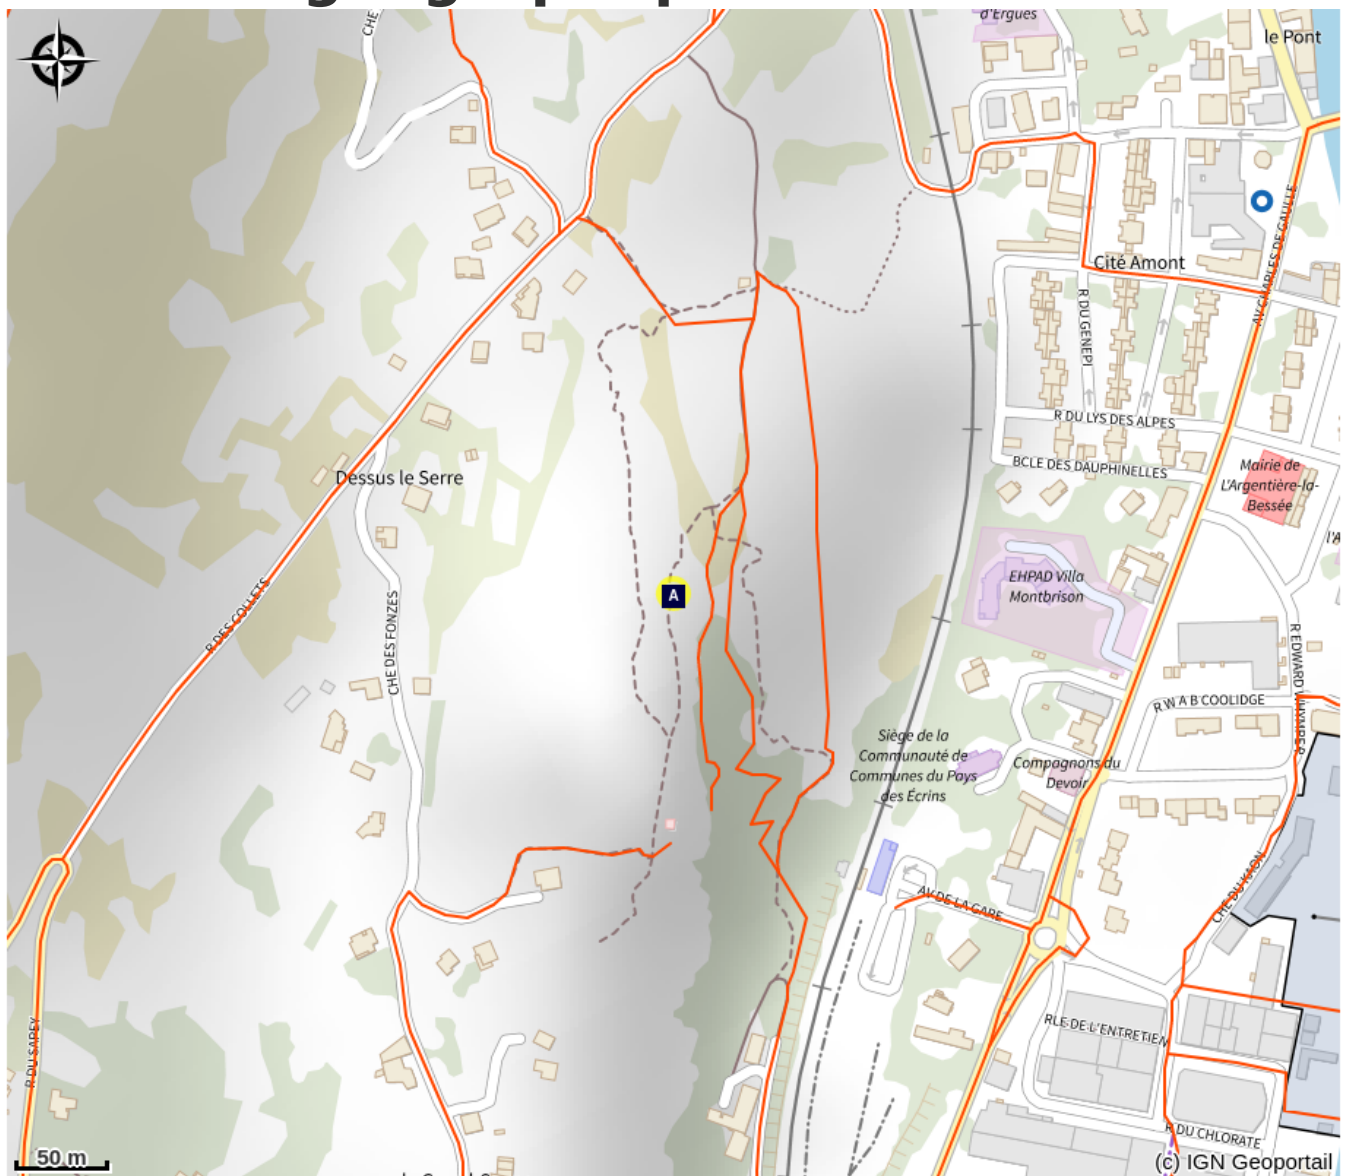 d'Ergues
le Pont
CHE
AV CHARLES DE GAULLE
Cité Amont
R DU GENEPI
R DU LYS DES ALPES
BCLE DES DAUPHINELLES
Mairie de
L'Argentière-la-
Bessée
Dessus le Serre
EHPAD Villa
Montbrison
A
R DES COLLETS
CHE DES FONZES
R EDWARD WHYMPER
R W A B COOLIDGE
Siège de la
Communauté de
Communes du Pays
des Écrins
Compagnons du
Devoir
CHE DU KAON
AV DE LA GARE
RLE DE L'ENTRETIEN
R DU SAPEY
R DU CHLORATE
50 m
(c) IGN Geoportail